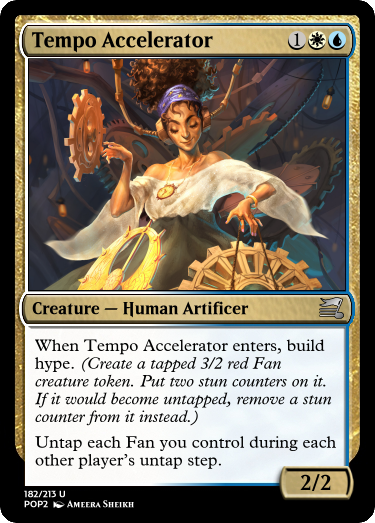 Tempo Accelerator 1
Creature — Human Artificer
When Tempo Accelerator enters, build
hype. (Create a tapped 3/2 red Fan
creature token. Put two stun counters on it.
If it would become untapped, remove a stun
counter from it instead.)
Untap each Fan you control during each
other player's untap step.
2/2
182/213 U
POP2 Ameera Sheikh